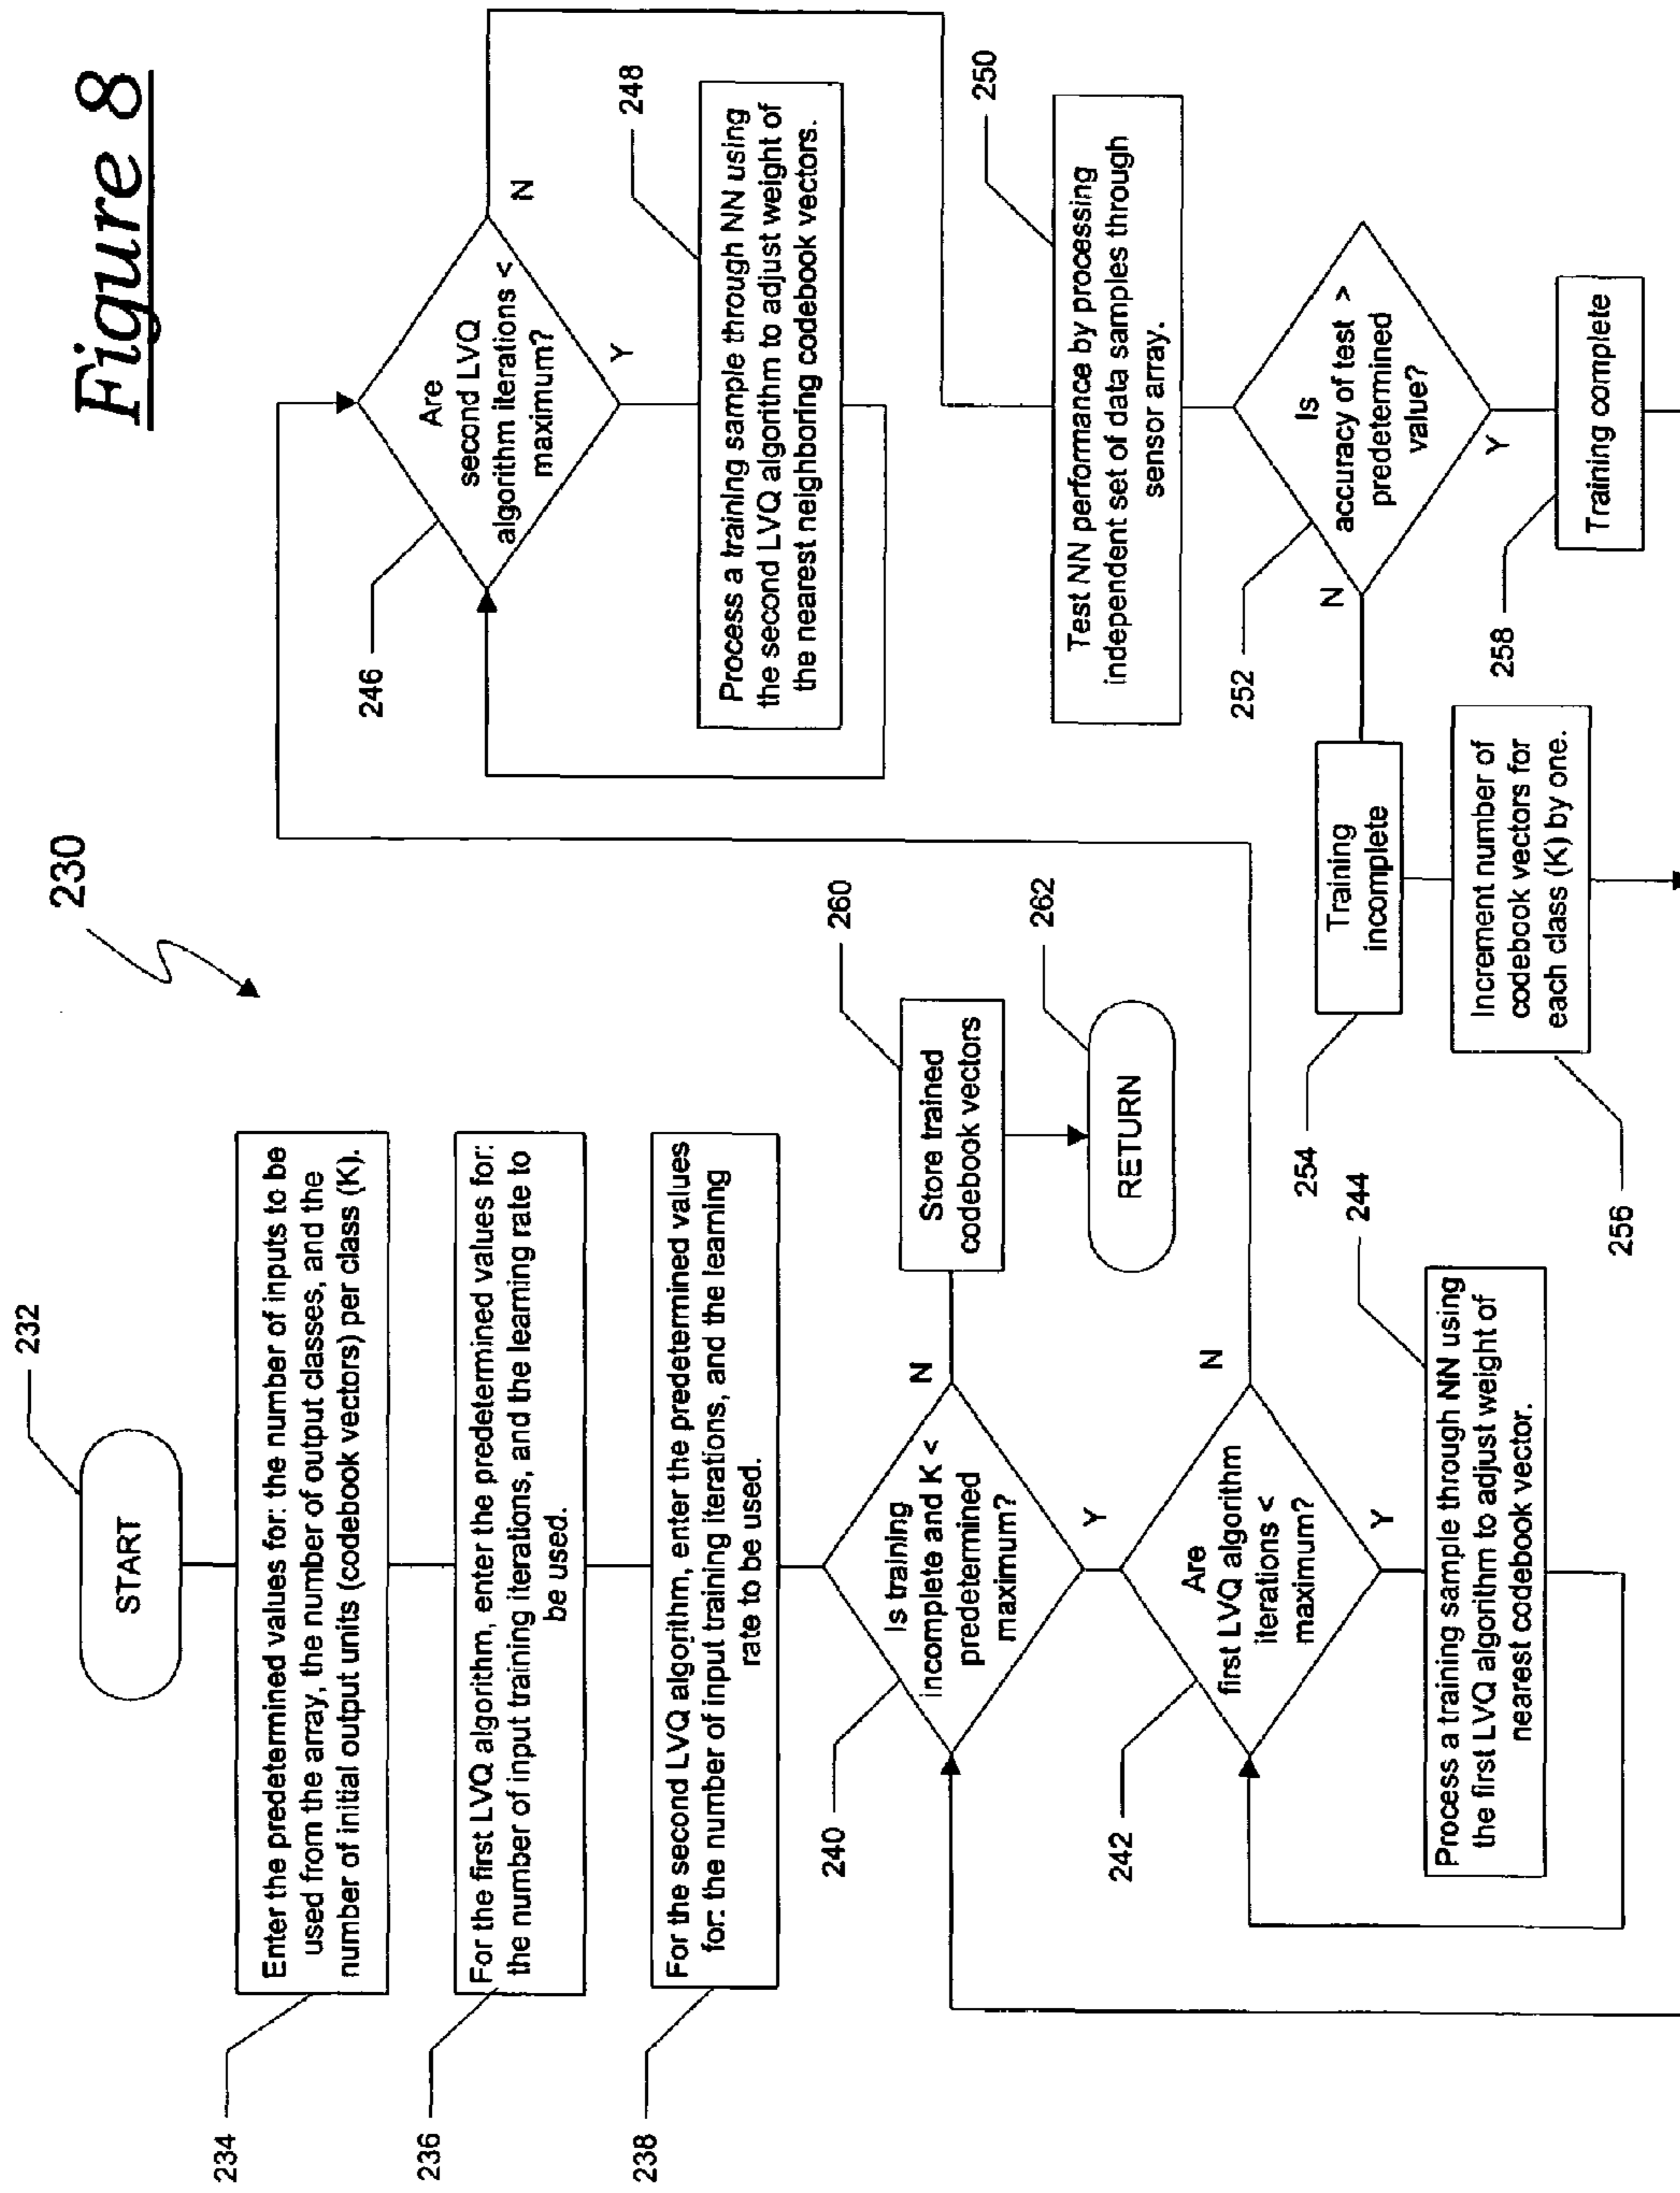 Figure 8
230
232
START
234
Enter the predetermined values for: the number of inputs to be
used from the array, the number of output classes, and the
number of initial output units (codebook vectors) per class (K).
236
For the first LVQ algorithm, enter the predetermined values for:
the number of input training iterations, and the learning rate to
be used.
238
For the second LVQ algorithm, enter the predetermined values
for: the number of input training iterations, and the learning
rate to be used.
240
Is training
incomplete and K <
predetermined
maximum?
N
Y
260
Store trained
codebook vectors
262
RETURN
242
Are
first LVQ algorithm
iterations <
maximum?
N
Y
244
Process a training sample through NN using
the first LVQ algorithm to adjust weight of
nearest codebook vector.
246
Are
second LVQ
algorithm iterations <
maximum?
N
Y
248
Process a training sample through NN using
the second LVQ algorithm to adjust weight of
the nearest neighboring codebook vectors.
250
Test NN performance by processing
independent set of data samples through
sensor array.
252
Is
accuracy of test >
predetermined
value?
N
Y
254
Training
incomplete
256
Increment number of
codebook vectors for
each class (K) by one.
258
Training complete